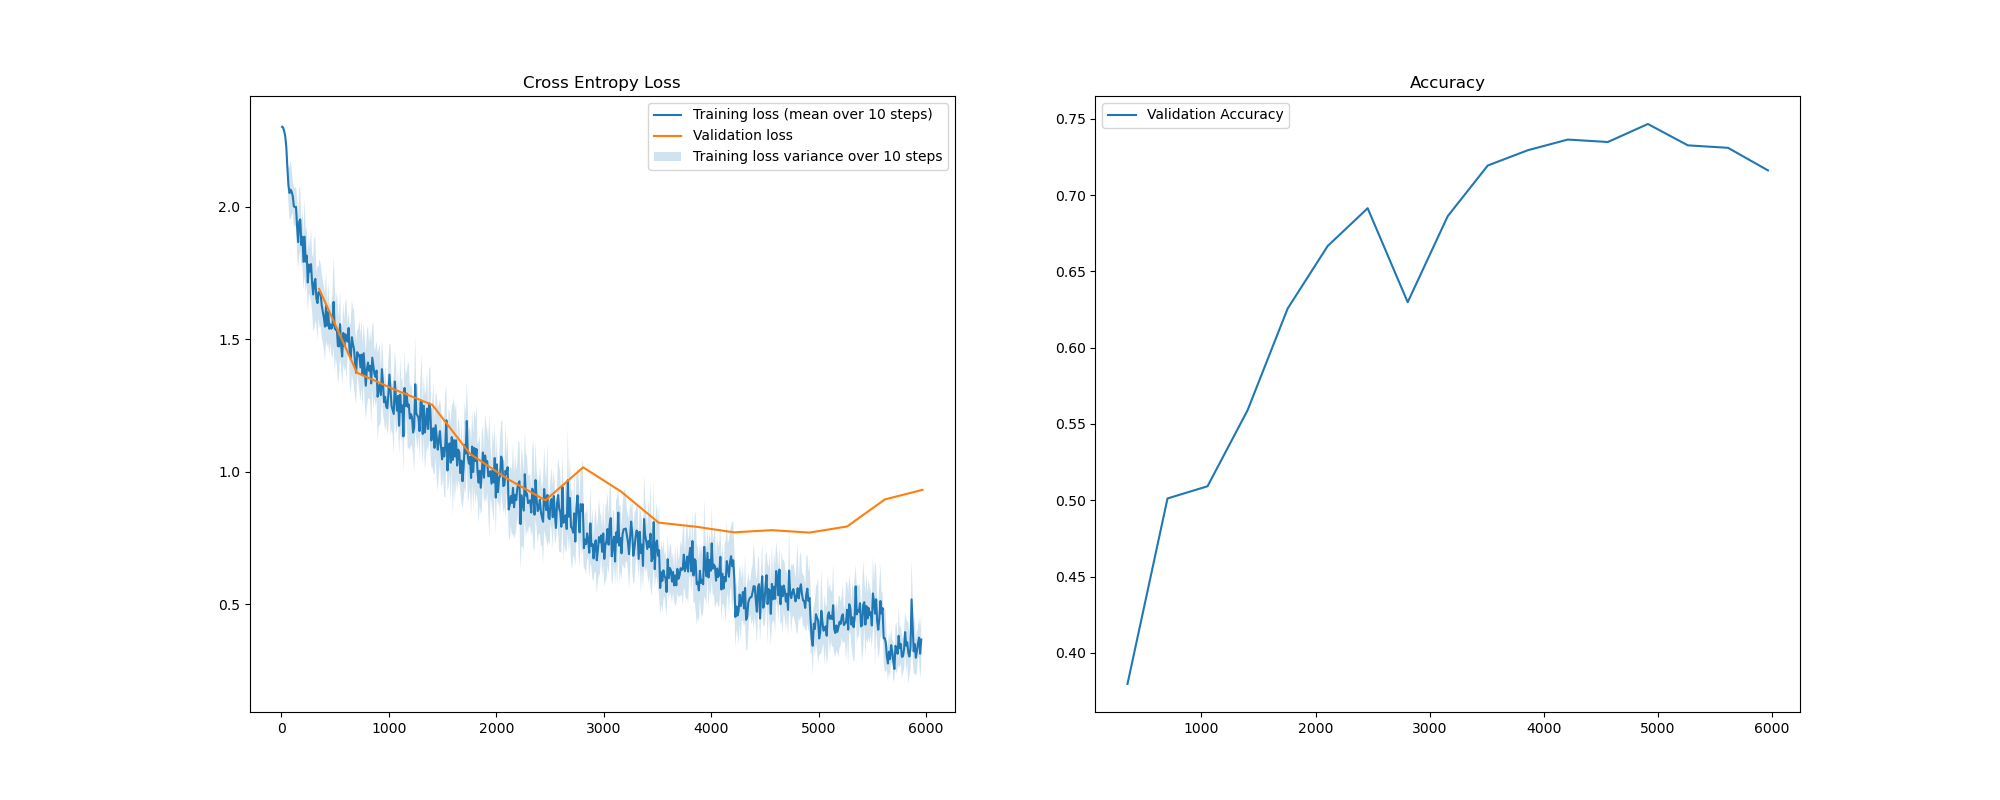 Cross Entropy Loss
Training loss (mean over 10 steps)
Validation loss
Training loss variance over 10 steps
2.0
1.5
1.0
0.5
0 1000 2000 3000 4000 5000 6000
Accuracy
Validation Accuracy
0.75
0.70
0.65
0.60
0.55
0.50
0.45
0.40
1000 2000 3000 4000 5000 6000